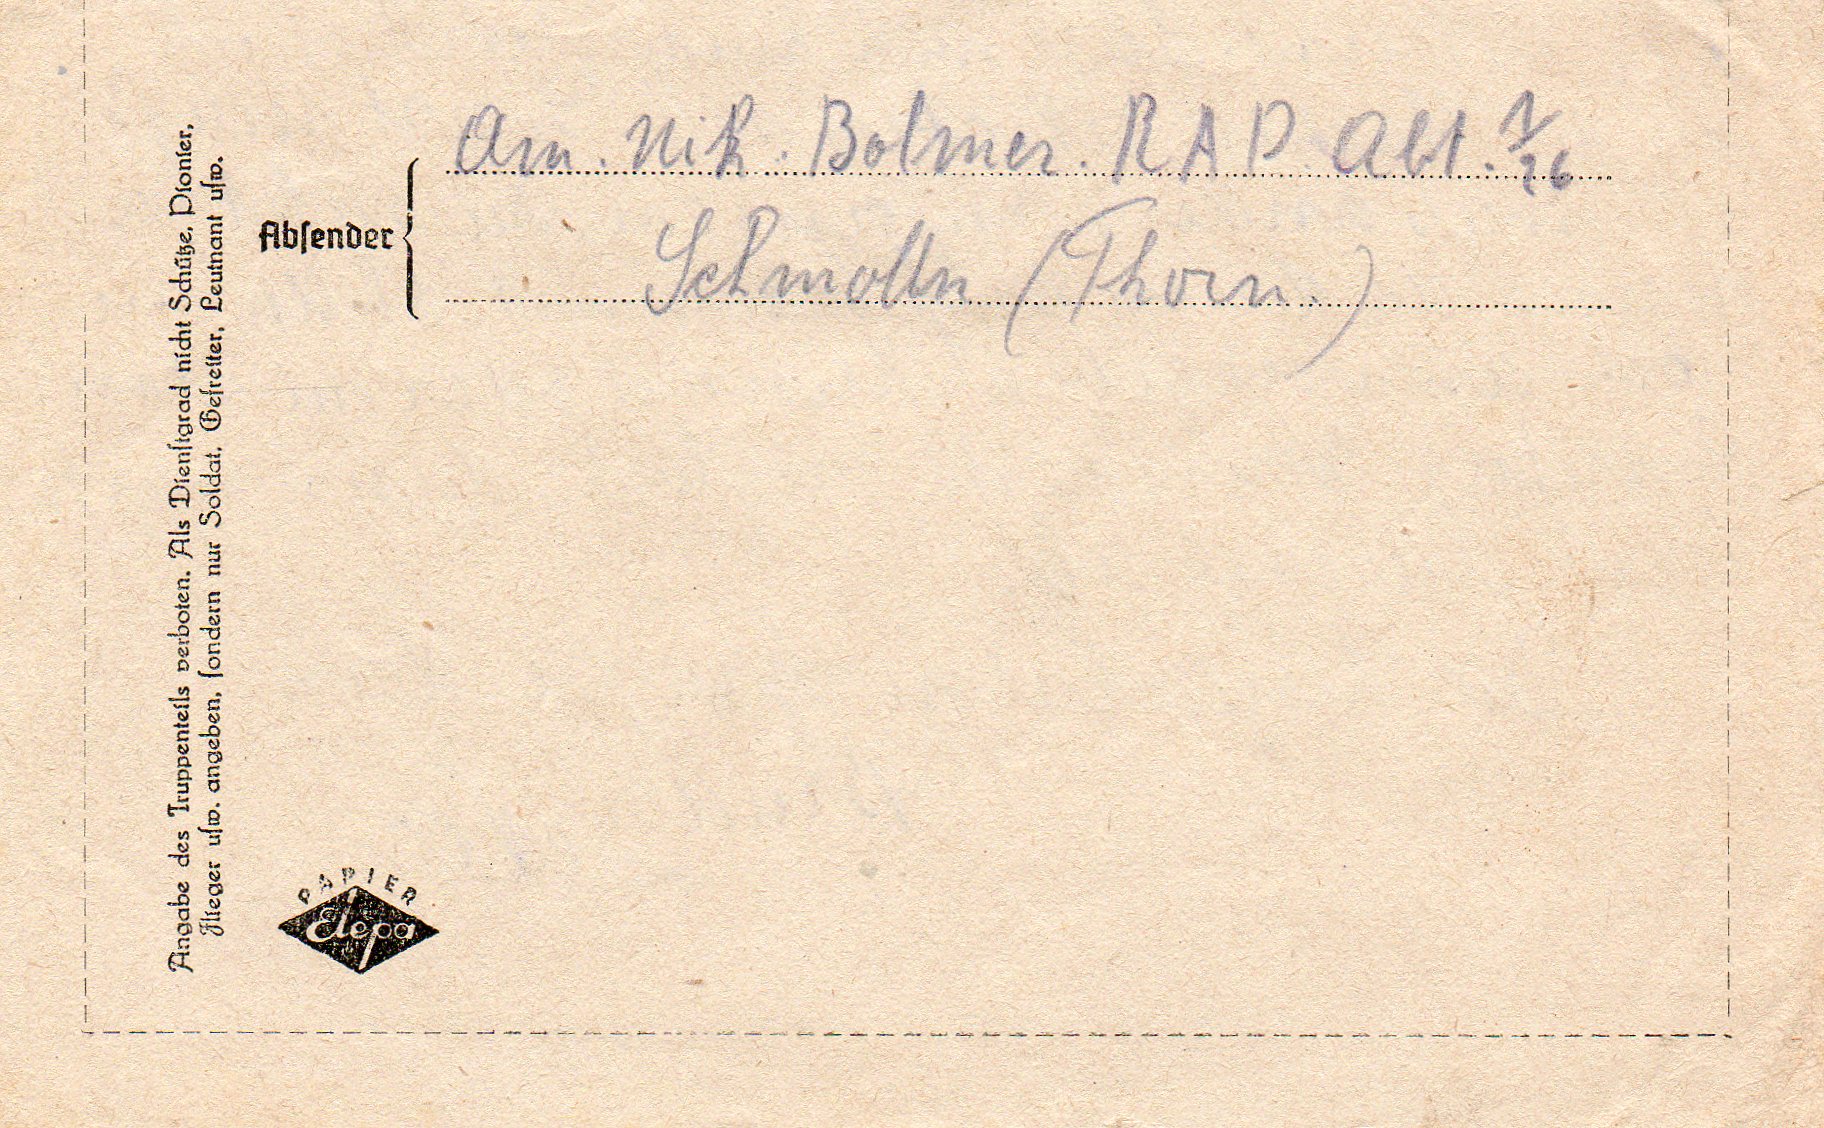 Am. Nik. Bolmer. RAD Abt. 1/26
Absender
Schmolln (Thorn.)
Angabe des Truppenteils verboten. Als Dienstgrad nicht Schütze, Pionier,
Flieger usw. angeben, sondern nur Soldat, Gefreiter, Leutnant usw.
PAPIER
Elepa